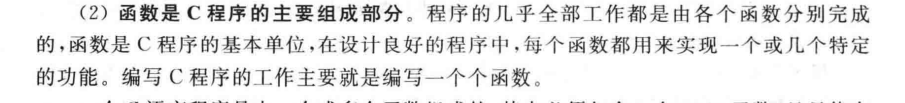 （2）函数是 C 程序的主要组成部分。程序的几乎全部工作都是由各个函数分别完成
的，函数是 C 程序的基本单位，在设计良好的程序中，每个函数都用来实现一个或几个特定
的功能。编写 C 程序的工作主要就是编写一个个函数。